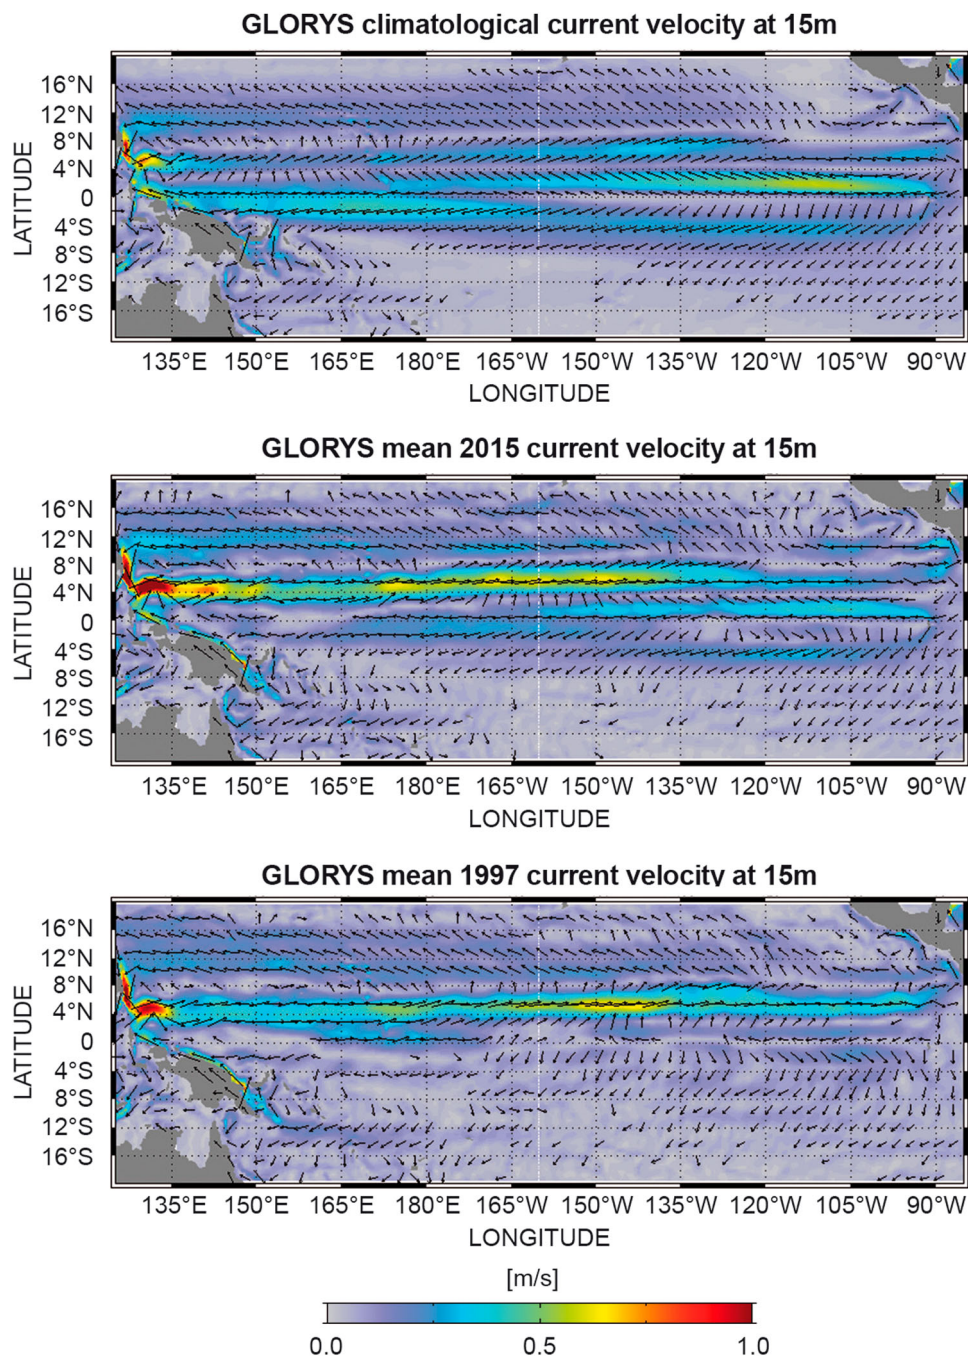 GLORYS climatological current velocity at 15m
16°N
12°N
8°N
4°N
0
4°S
8°S
12°S
16°S
LATITUDE
135°E 150°E 165°E 180°E 165°W 150°W 135°W 120°W 105°W 90°W
LONGITUDE
GLORYS mean 2015 current velocity at 15m
16°N
12°N
8°N
4°N
0
4°S
8°S
12°S
16°S
LATITUDE
135°E 150°E 165°E 180°E 165°W 150°W 135°W 120°W 105°W 90°W
LONGITUDE
GLORYS mean 1997 current velocity at 15m
16°N
12°N
8°N
4°N
0
4°S
8°S
12°S
16°S
LATITUDE
135°E 150°E 165°E 180°E 165°W 150°W 135°W 120°W 105°W 90°W
LONGITUDE
[m/s]
0.0 0.5 1.0